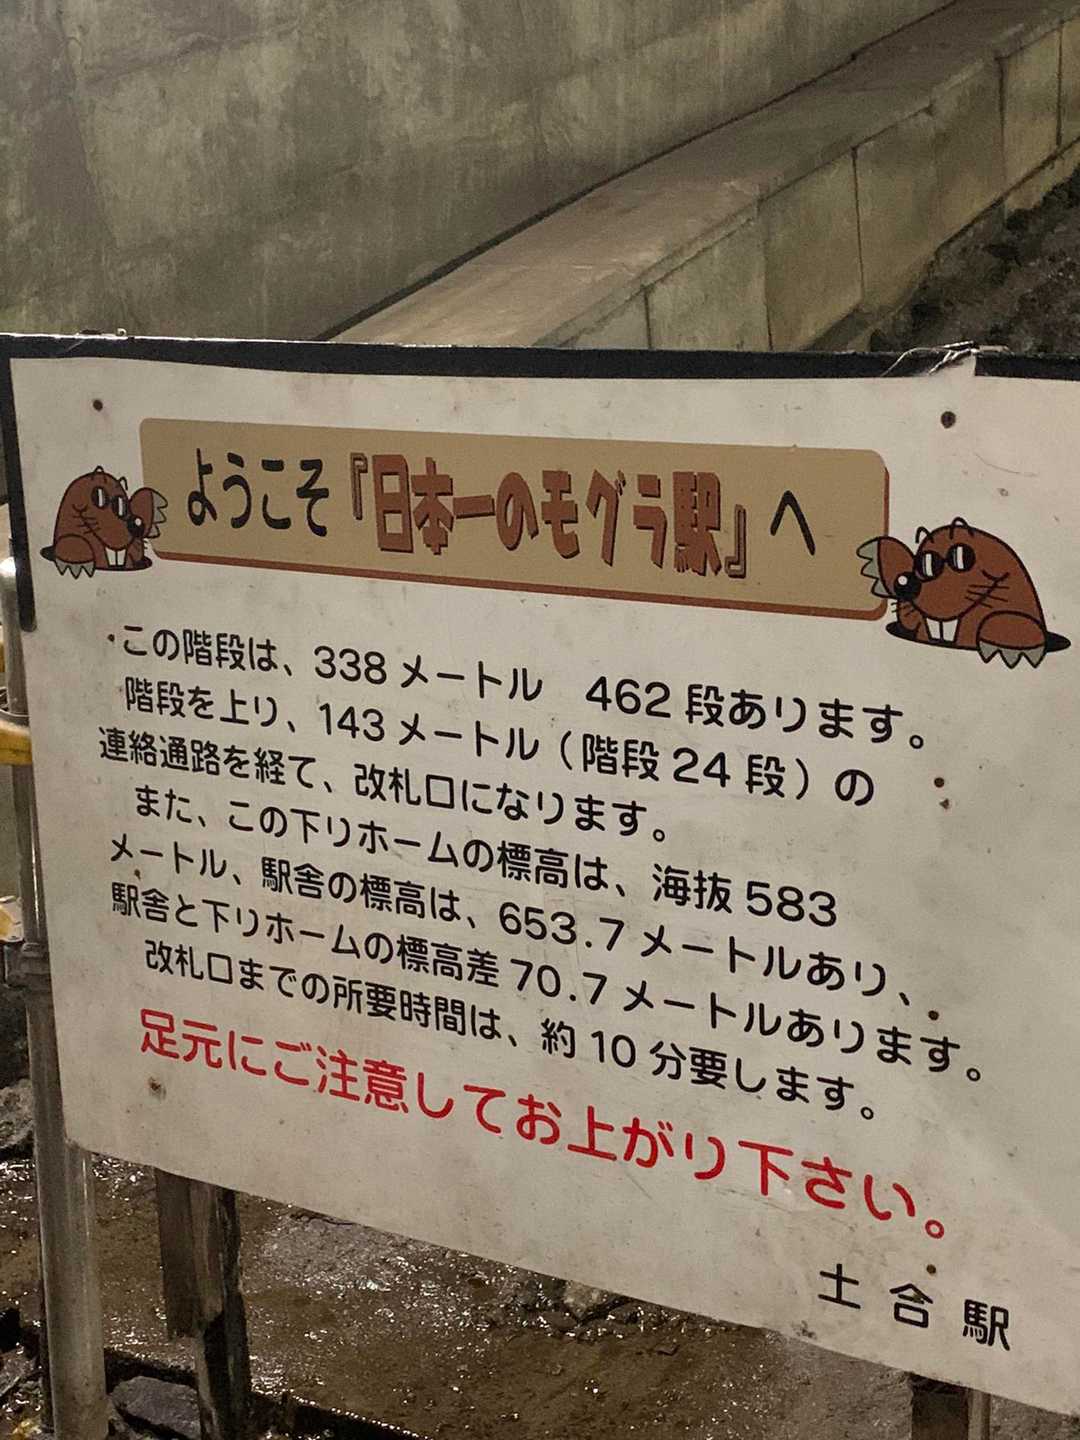 ようこそ『日本一のモグラ駅』へ
この階段は、338メートル　462段あります。
階段を上り、143メートル（階段24段）の
連絡通路を経て、改札口になります。
また、この下りホームの標高は、海抜583
メートル、駅舎の標高は、653.7メートルあり、
駅舎と下りホームの標高差70.7メートルあります。
改札口までの所要時間は、約10分要します。
足元にご注意してお上がり下さい。
土合駅